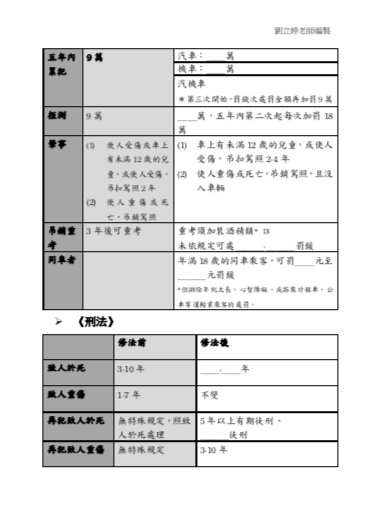 劉立婷老師編製
五年內 9 萬 汽車：____萬
累犯 機車：____萬
汽機車
＊第三次開始，前餞次處罰金額再加罰 9 萬
拒測 9 萬 ____萬，五年內第二次起每次加罰 18
萬
肇事 (1) 使人受傷或車上 (1) 車上有未滿 12 歲的兒童，或使人
有未滿 12 歲的兒 受傷，吊扣駕照 2-4 年
童，或使人受傷， (2) 使人重傷或死亡，吊銷駕照，且沒
吊扣駕照 2 年 入車輛
(2) 使人重傷或死
亡，吊銷駕照
吊銷重 3 年後可重考 重考須加裝酒精鎖。
考 未依規定可處____-____罰鍰
同車者 年滿 18 歲的同車乘客，可罰____元至
____元罰鍰
*但排除年紀太長、心智障礙，或搭乘計程車、公
車等運輸業乘客的處罰。
➢ 《刑法》
修法前 修法後
致人於死 3-10 年 ____-____年
致人重傷 1-7 年 不變
再犯致人於死 無特殊規定，照致 5 年以上有期徒刑、
人於死處理 ____徒刑
再犯致人重傷 無特殊規定 3-10 年